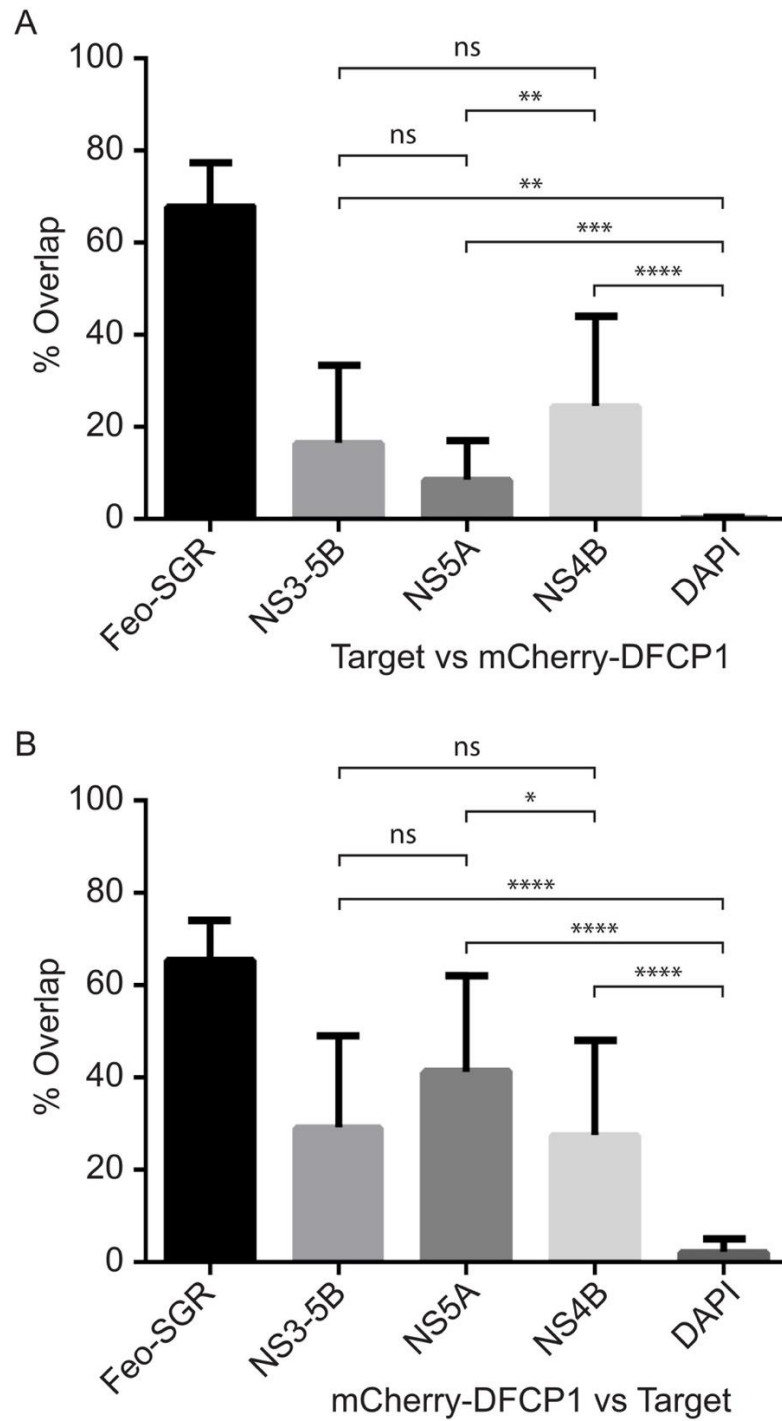 A
100
80
60
40
20
0
% Overlap
ns
**
ns
**
***
****
Feo-SGR
NS3-5B
NS5A
NS4B
DAPI
Target vs mCherry-DFCP1
B
100
80
60
40
20
0
% Overlap
ns
*
ns
****
****
****
Feo-SGR
NS3-5B
NS5A
NS4B
DAPI
mCherry-DFCP1 vs Target